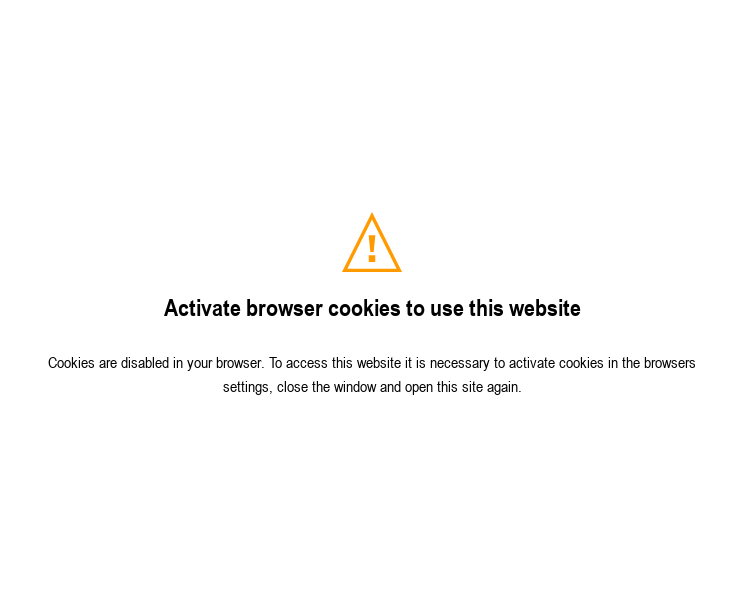 !
Activate browser cookies to use this website
Cookies are disabled in your browser. To access this website it is necessary to activate cookies in the browsers
settings, close the window and open this site again.